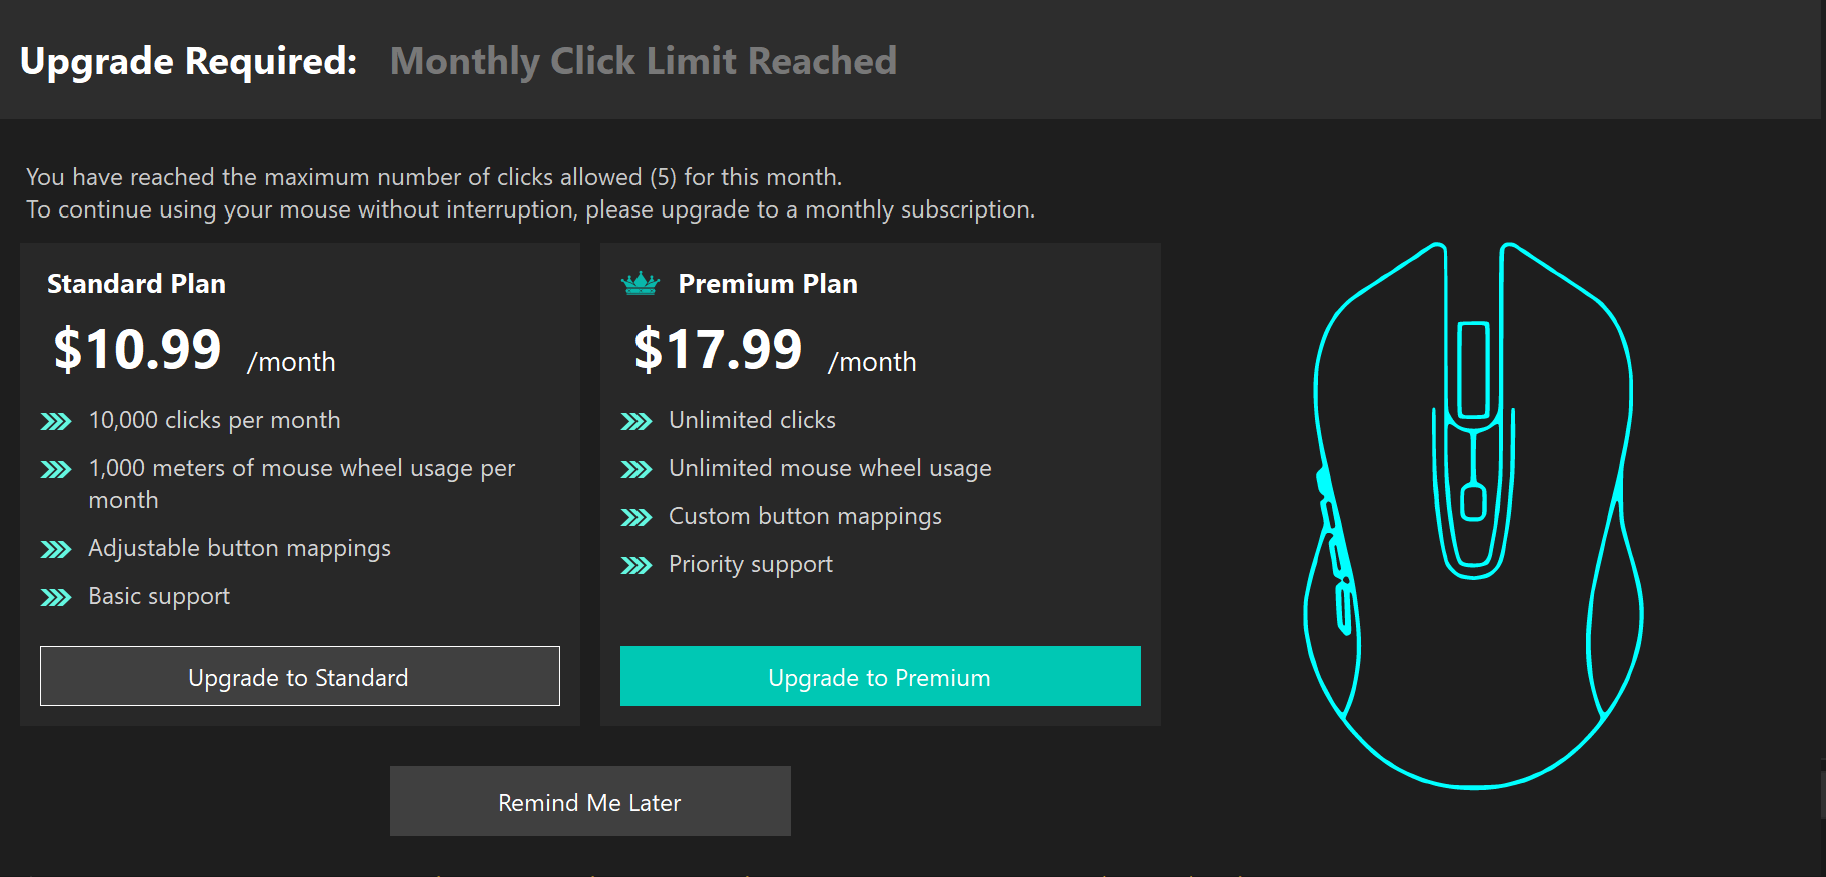 Upgrade Required: Monthly Click Limit Reached
You have reached the maximum number of clicks allowed (5) for this month.
To continue using your mouse without interruption, please upgrade to a monthly subscription.
Standard Plan
$10.99 /month
10,000 clicks per month
1,000 meters of mouse wheel usage per
month
Adjustable button mappings
Basic support
Upgrade to Standard
Premium Plan
$17.99 /month
Unlimited clicks
Unlimited mouse wheel usage
Custom button mappings
Priority support
Upgrade to Premium
Remind Me Later